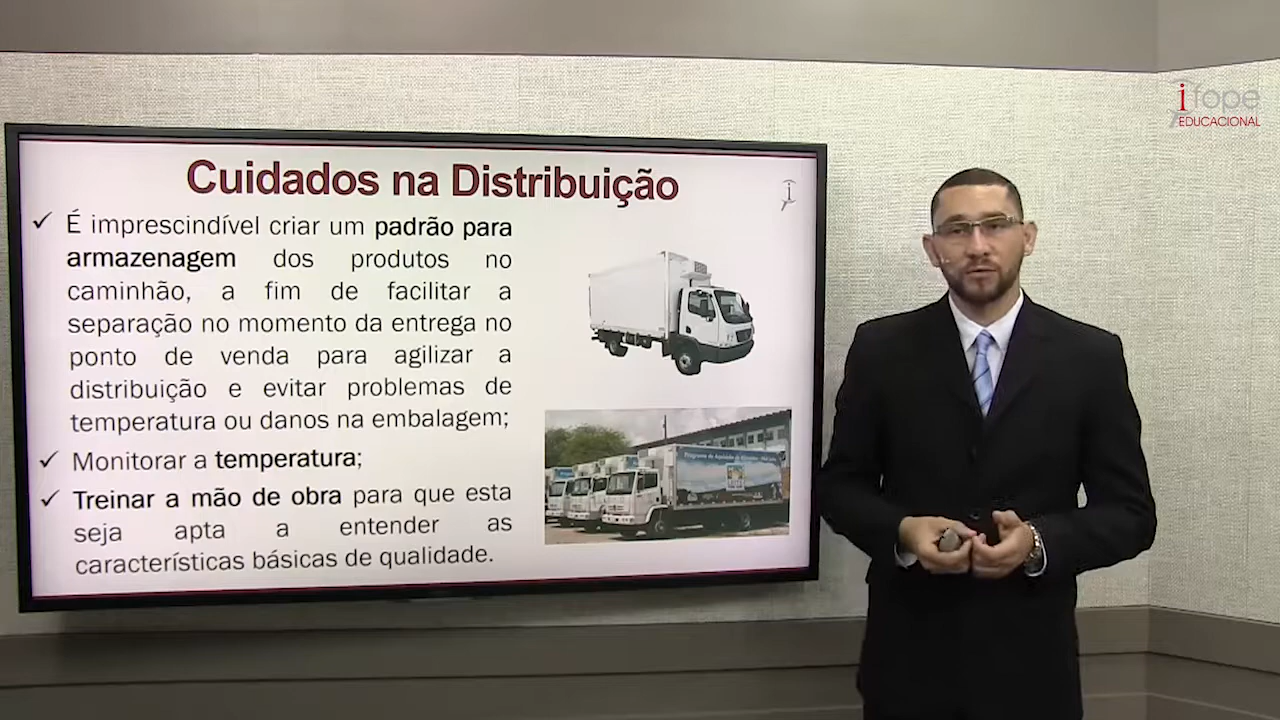 ifope
EDUCACIONAL
Cuidados na Distribuição
✓ É imprescindível criar um padrão para
armazenagem dos produtos no
caminhão, a fim de facilitar a
separação no momento da entrega no
ponto de venda para agilizar a
distribuição e evitar problemas de
temperatura ou danos na embalagem;
✓ Monitorar a temperatura;
✓ Treinar a mão de obra para que esta
seja apta a entender as
características básicas de qualidade.